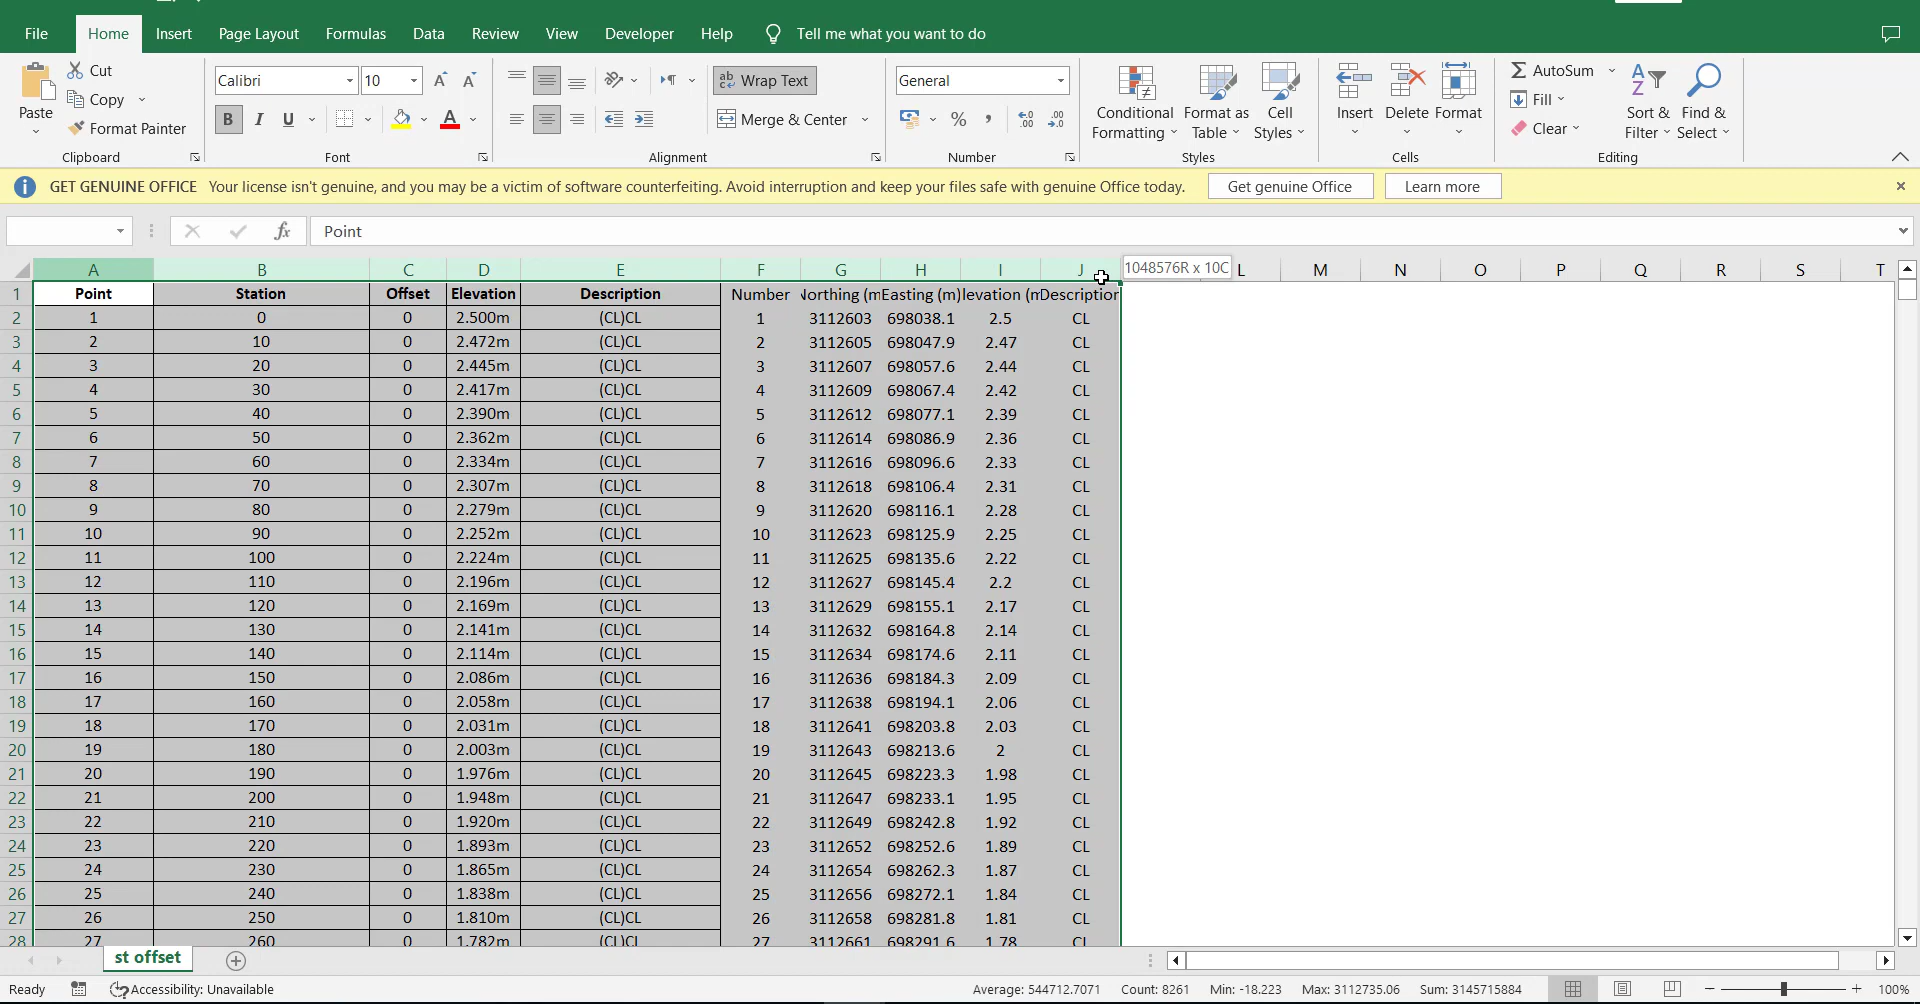 File Home Insert Page Layout Formulas Data Review View Developer Help Tell me what you want to do
Paste Cut Copy Format Painter Clipboard
Calibri 10 A A B I U A Font
ab Wrap Text Merge & Center Alignment
General % , .00 Number
Conditional Formatting Format as Table Cell Styles Styles
Insert Delete Format Cells
AutoSum Fill Clear Sort & Filter Find & Select Editing
GET GENUINE OFFICE Your license isn't genuine, and you may be a victim of software counterfeiting. Avoid interruption and keep your files safe with genuine Office today. Get genuine Office Learn more
fx Point
A B C D E F G H I J 1048576R x 10C L M N O P Q R S T
1 Point Station Offset Elevation Description Number Northing (m Easting (m) levation (m Description
2 1 0 0 2.500m (CL)CL 1 3112603 698038.1 2.5 CL
3 2 10 0 2.472m (CL)CL 2 3112605 698047.9 2.47 CL
4 3 20 0 2.445m (CL)CL 3 3112607 698057.6 2.44 CL
5 4 30 0 2.417m (CL)CL 4 3112609 698067.4 2.42 CL
6 5 40 0 2.390m (CL)CL 5 3112612 698077.1 2.39 CL
7 6 50 0 2.362m (CL)CL 6 3112614 698086.9 2.36 CL
8 7 60 0 2.334m (CL)CL 7 3112616 698096.6 2.33 CL
9 8 70 0 2.307m (CL)CL 8 3112618 698106.4 2.31 CL
10 9 80 0 2.279m (CL)CL 9 3112620 698116.1 2.28 CL
11 10 90 0 2.252m (CL)CL 10 3112623 698125.9 2.25 CL
12 11 100 0 2.224m (CL)CL 11 3112625 698135.6 2.22 CL
13 12 110 0 2.196m (CL)CL 12 3112627 698145.4 2.2 CL
14 13 120 0 2.169m (CL)CL 13 3112629 698155.1 2.17 CL
15 14 130 0 2.141m (CL)CL 14 3112632 698164.8 2.14 CL
16 15 140 0 2.114m (CL)CL 15 3112634 698174.6 2.11 CL
17 16 150 0 2.086m (CL)CL 16 3112636 698184.3 2.09 CL
18 17 160 0 2.058m (CL)CL 17 3112638 698194.1 2.06 CL
19 18 170 0 2.031m (CL)CL 18 3112641 698203.8 2.03 CL
20 19 180 0 2.003m (CL)CL 19 3112643 698213.6 2 CL
21 20 190 0 1.976m (CL)CL 20 3112645 698223.3 1.98 CL
22 21 200 0 1.948m (CL)CL 21 3112647 698233.1 1.95 CL
23 22 210 0 1.920m (CL)CL 22 3112649 698242.8 1.92 CL
24 23 220 0 1.893m (CL)CL 23 3112652 698252.6 1.89 CL
25 24 230 0 1.865m (CL)CL 24 3112654 698262.3 1.87 CL
26 25 240 0 1.838m (CL)CL 25 3112656 698272.1 1.84 CL
27 26 250 0 1.810m (CL)CL 26 3112658 698281.8 1.81 CL
28 27 260 0 1.782m (CL)CL 27 3112661 698291.6 1.78 CL
st offset
Ready Accessibility: Unavailable Average: 544712.7071 Count: 8261 Min: -18.223 Max: 3112735.06 Sum: 3145715884 100%